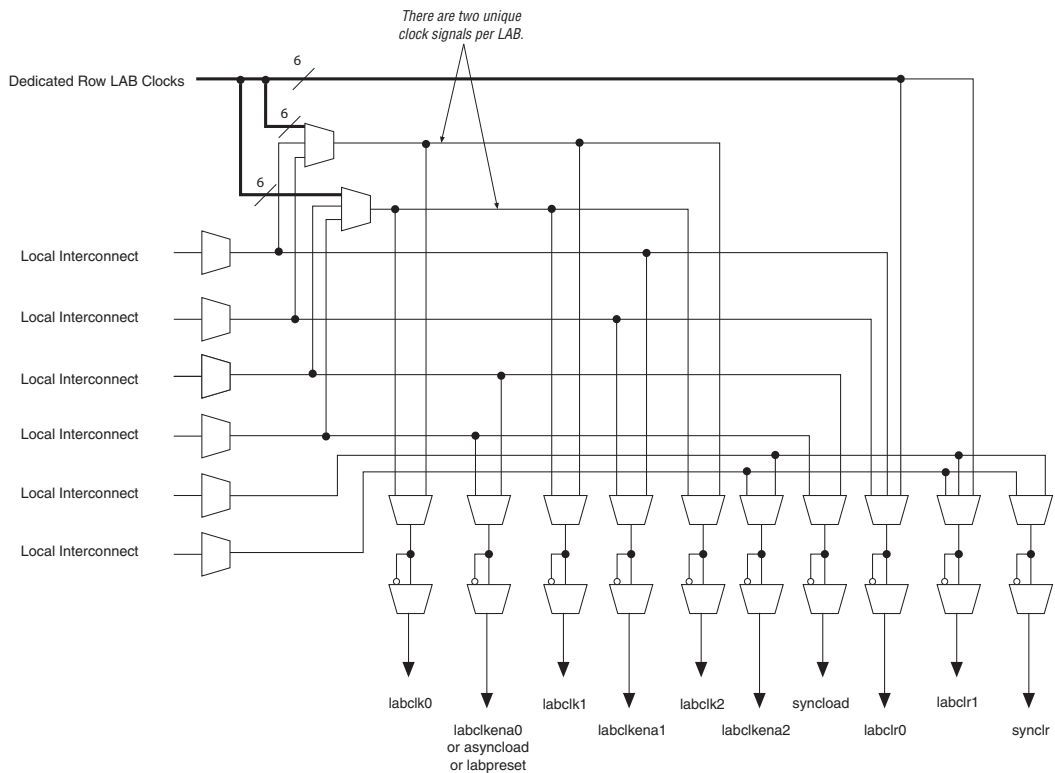 There are two unique
clock signals per LAB.
6
Dedicated Row LAB Clocks
6
6
Local Interconnect
Local Interconnect
Local Interconnect
Local Interconnect
Local Interconnect
Local Interconnect
labclk0
labclk1
labclk2
syncload
labclr1
labclkena0
or asyncload
or labpreset
labclkena1
labclkena2
labclr0
synclr